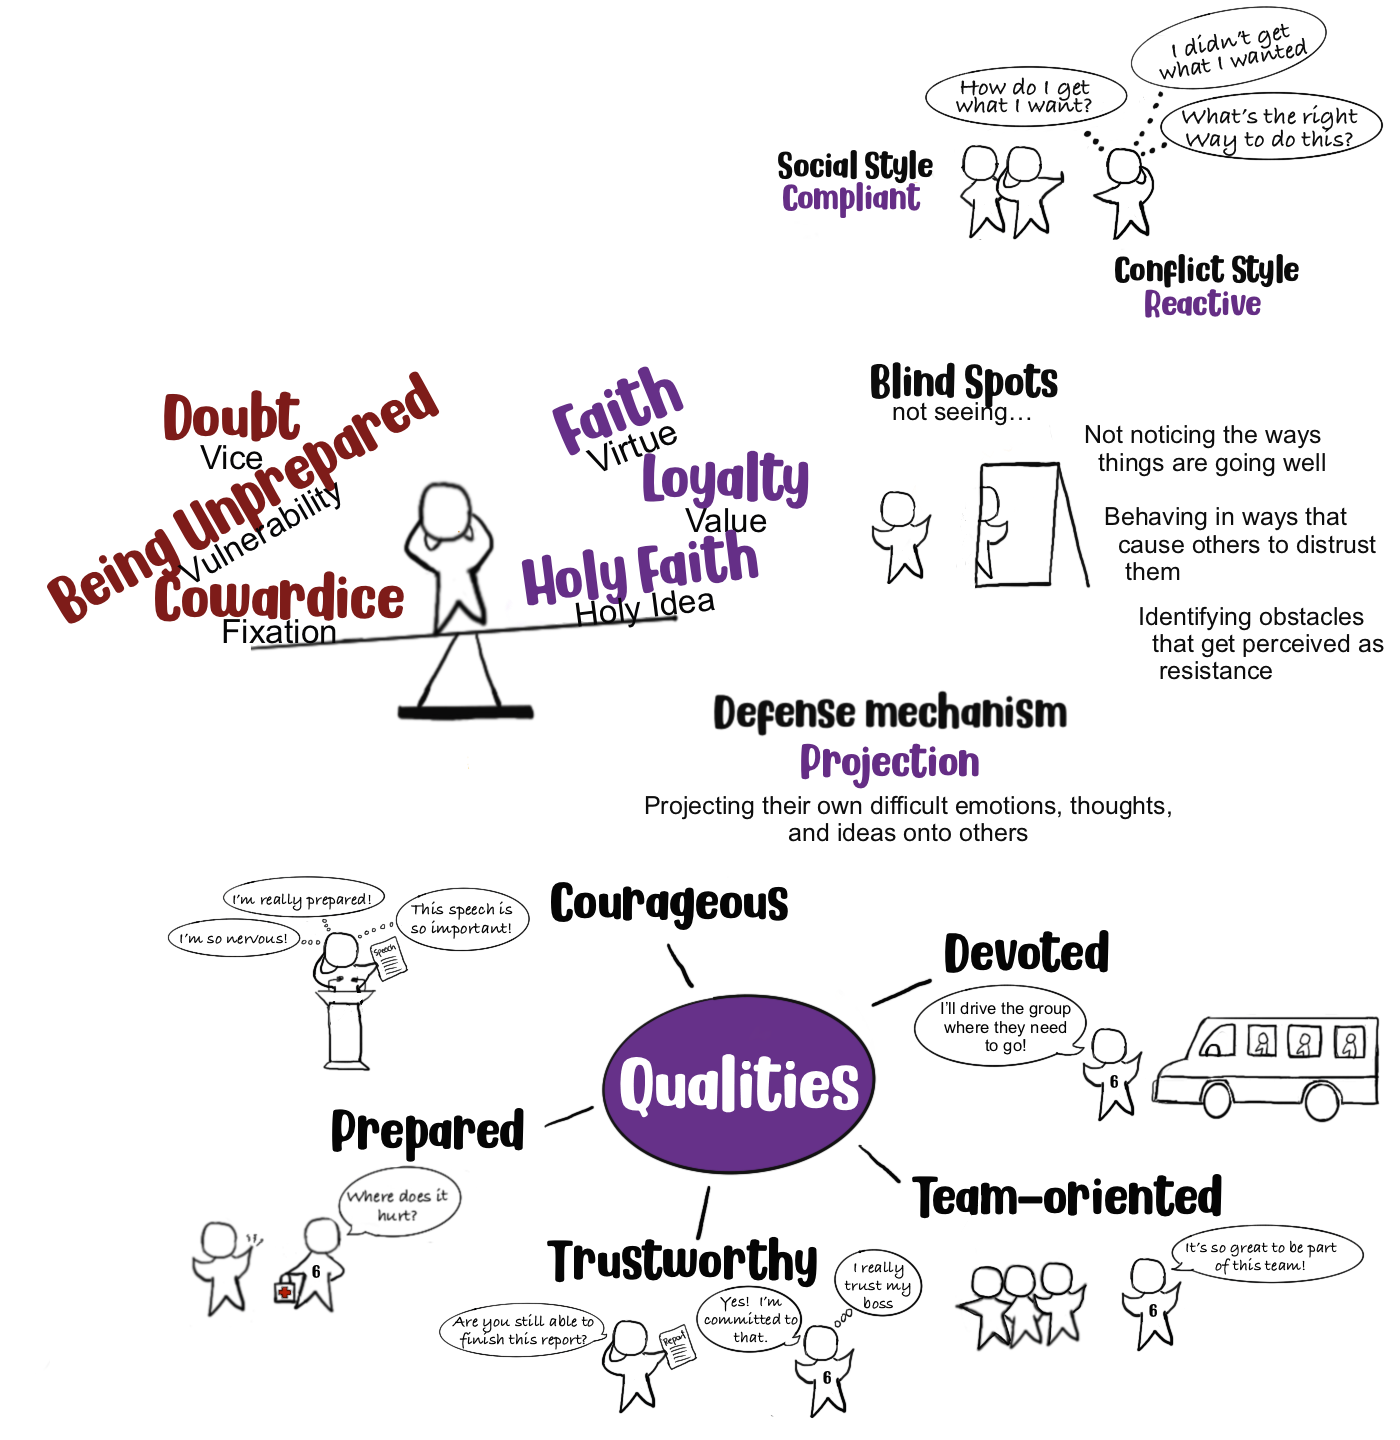 I didn't get
what I wanted
How do I get
what I want?
What's the right
Way to do this?
Social Style
Compliant
Conflict Style
Reactive
Doubt
Vice
Being Unprepared
Vulnerability
Cowardice
Fixation
Faith
Virtue
Loyalty
Value
Holy Faith
Holy Idea
Blind Spots
not seeing...
Not noticing the ways
things are going well
Behaving in ways that
cause others to distrust
them
Identifying obstacles
that get perceived as
resistance
Defense mechanism
Projection
Projecting their own difficult emotions, thoughts,
and ideas onto others
I'm really prepared!
I'm so nervous!
This speech is
so important!
Speech
Courageous
Devoted
I'll drive the group
where they need
to go!
6
Qualities
Prepared
Where does it
hurt?
6
Team-oriented
It's so great to be part
of this team!
6
Trustworthy
Are you still able to
finish this report?
Report
Yes! I'm
committed to
that.
I really
trust my
boss
6